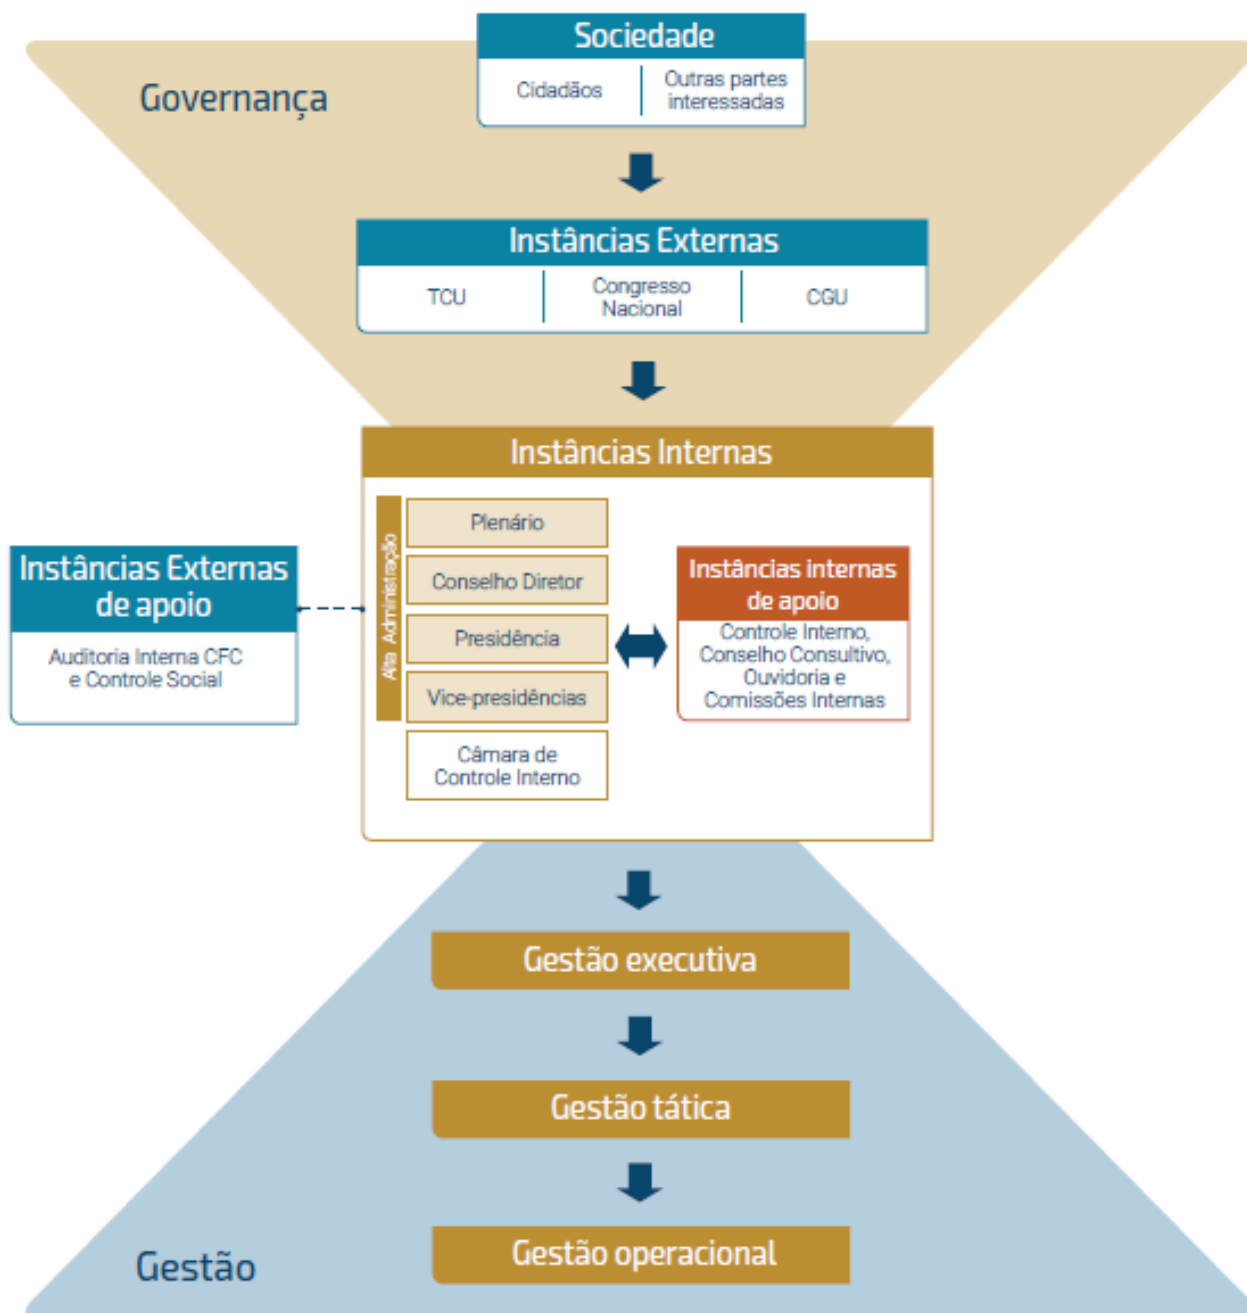 Governança
Sociedade
Cidadãos
Outras partes
interessadas
Instâncias Externas
TCU
Congresso
Nacional
CGU
Instâncias Internas
Alta Administração
Plenário
Conselho Diretor
Presidência
Vice-presidências
Câmara de
Controle Interno
Instâncias Externas
de apoio
Auditoria Interna CFC
e Controle Social
Instâncias internas
de apoio
Controle Interno,
Conselho Consultivo,
Ouvidoria e
Comissões Internas
Gestão executiva
Gestão tática
Gestão operacional
Gestão